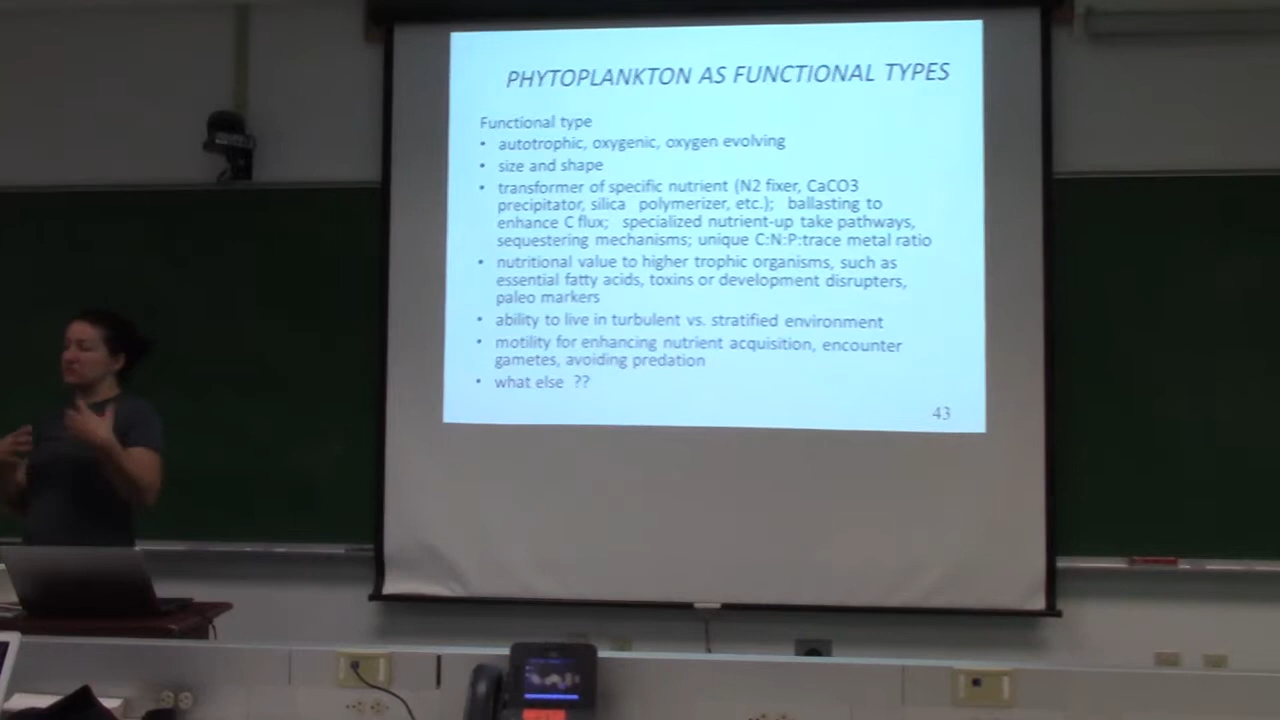 PHYTOPLANKTON AS FUNCTIONAL TYPES
Functional type
• autotrophic, oxygenic, oxygen evolving
• size and shape
• transformer of specific nutrient (N2 fixer, CaCO3
precipitator, silica polymerizer, etc.); ballasting to
enhance C flux; specialized nutrient-up take pathways,
sequestering mechanisms; unique C:N:P:trace metal ratio
• nutritional value to higher trophic organisms, such as
essential fatty acids, toxins or development disrupters,
paleo markers
• ability to live in turbulent vs. stratified environment
• motility for enhancing nutrient acquisition, encounter
gametes, avoiding predation
• what else ??
43